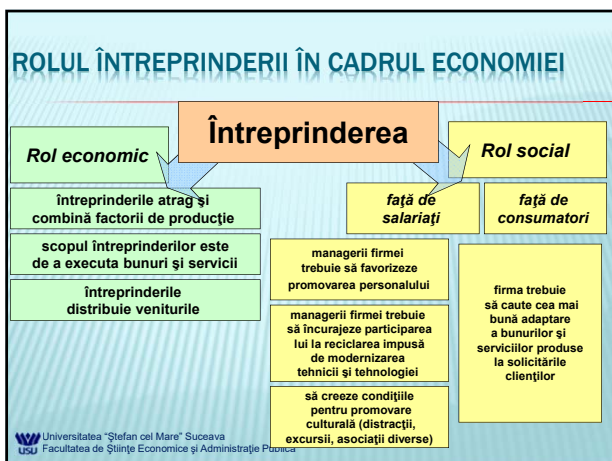 ROLUL ÎNTREPRINDERII ÎN CADRUL ECONOMIEI
Întreprinderea
Rol economic
întreprinderile atrag şi
combină factorii de producţie
scopul întreprinderilor este
de a executa bunuri şi servicii
întreprinderile
distribuie veniturile
Rol social
faţă de
salariaţi
managerii firmei
trebuie să favorizeze
promovarea personalului
managerii firmei trebuie
să încurajeze participarea
lui la reciclarea impusă
de modernizarea
tehnicii şi tehnologiei
să creeze condiţiile
pentru promovare
culturală (distracţii,
excursii, asociaţii diverse)
faţă de
consumatori
firma trebuie
să caute cea mai
bună adaptare
a bunurilor şi
serviciilor produse
la solicitările
clienţilor
USU
Universitatea "Ştefan cel Mare" Suceava
Facultatea de Ştiinţe Economice şi Administraţie Publică